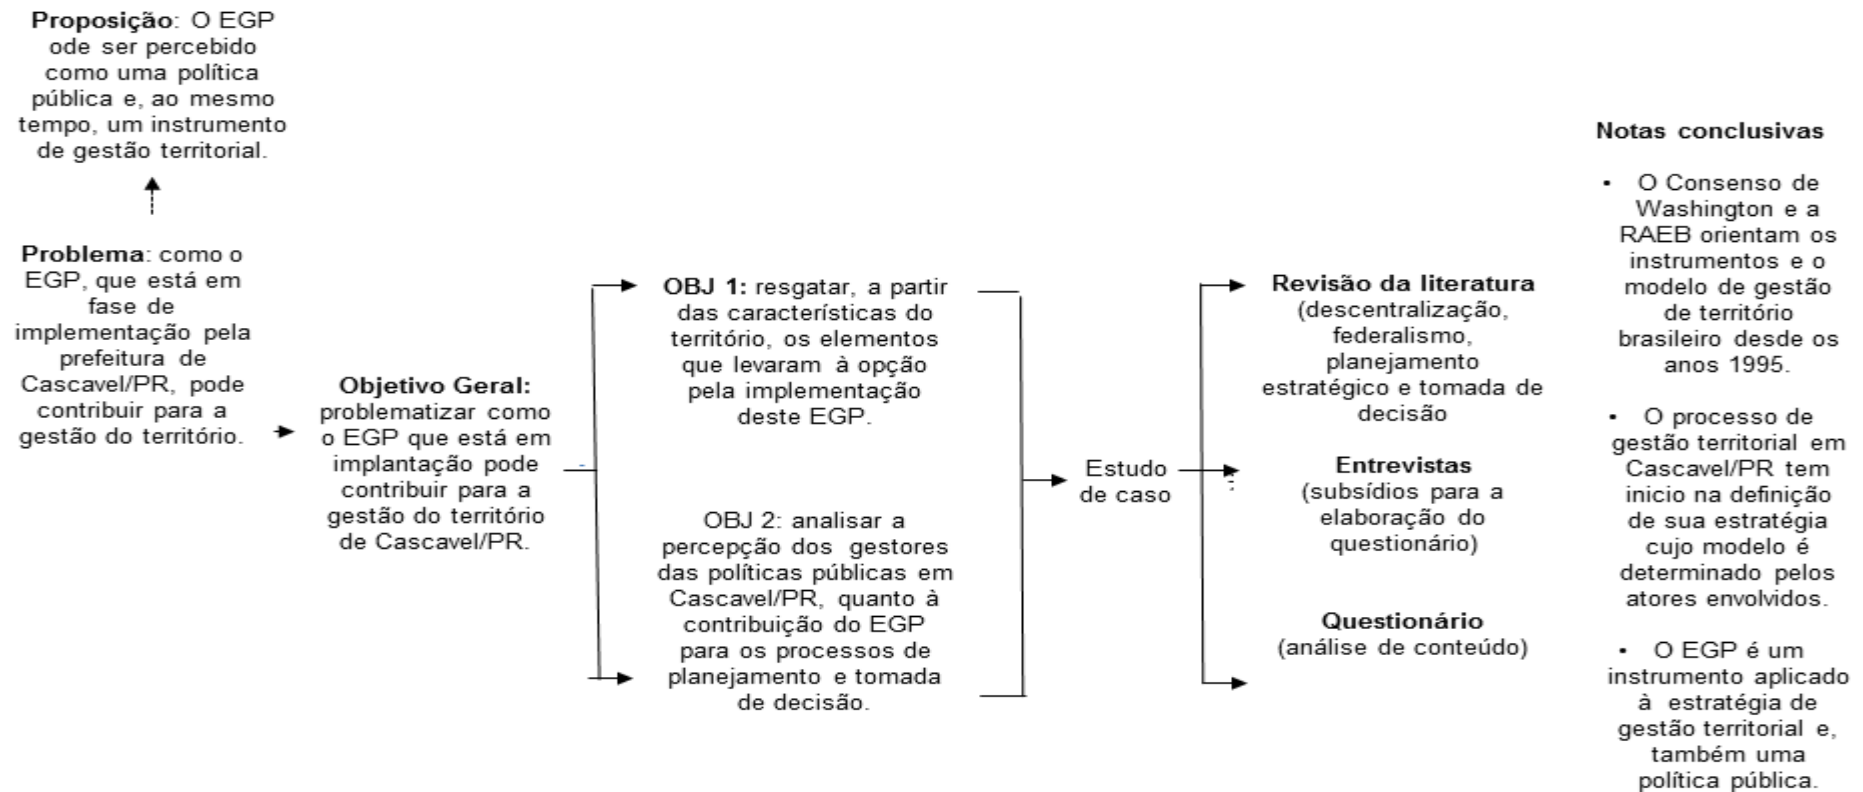 Proposição: O EGP
ode ser percebido
como uma política
pública e, ao mesmo
tempo, um instrumento
de gestão territorial.
Problema: como o
EGP, que está em
fase de
implementação pela
prefeitura de
Cascavel/PR, pode
contribuir para a
gestão do território.
Objetivo Geral:
problematizar como
o EGP que está em
implantação pode
contribuir para a
gestão do território
de Cascavel/PR.
OBJ 1: resgatar, a partir
das características do
território, os elementos
que levaram à opção
pela implementação
deste EGP.
OBJ 2: analisar a
percepção dos gestores
das políticas públicas em
Cascavel/PR, quanto à
contribuição do EGP
para os processos de
planejamento e tomada
de decisão.
Estudo
de caso
Revisão da literatura
(descentralização,
federalismo,
planejamento
estratégico e tomada de
decisão
Entrevistas
(subsídios para a
elaboração do
questionário)
Questionário
(análise de conteúdo)
Notas conclusivas
• O Consenso de
Washington e a
RAEB orientam os
instrumentos e o
modelo de gestão
de território
brasileiro desde os
anos 1995.
• O processo de
gestão territorial em
Cascavel/PR tem
inicio na definição
de sua estratégia
cujo modelo é
determinado pelos
atores envolvidos.
• O EGP é um
instrumento aplicado
à estratégia de
gestão territorial e,
também uma
política pública.